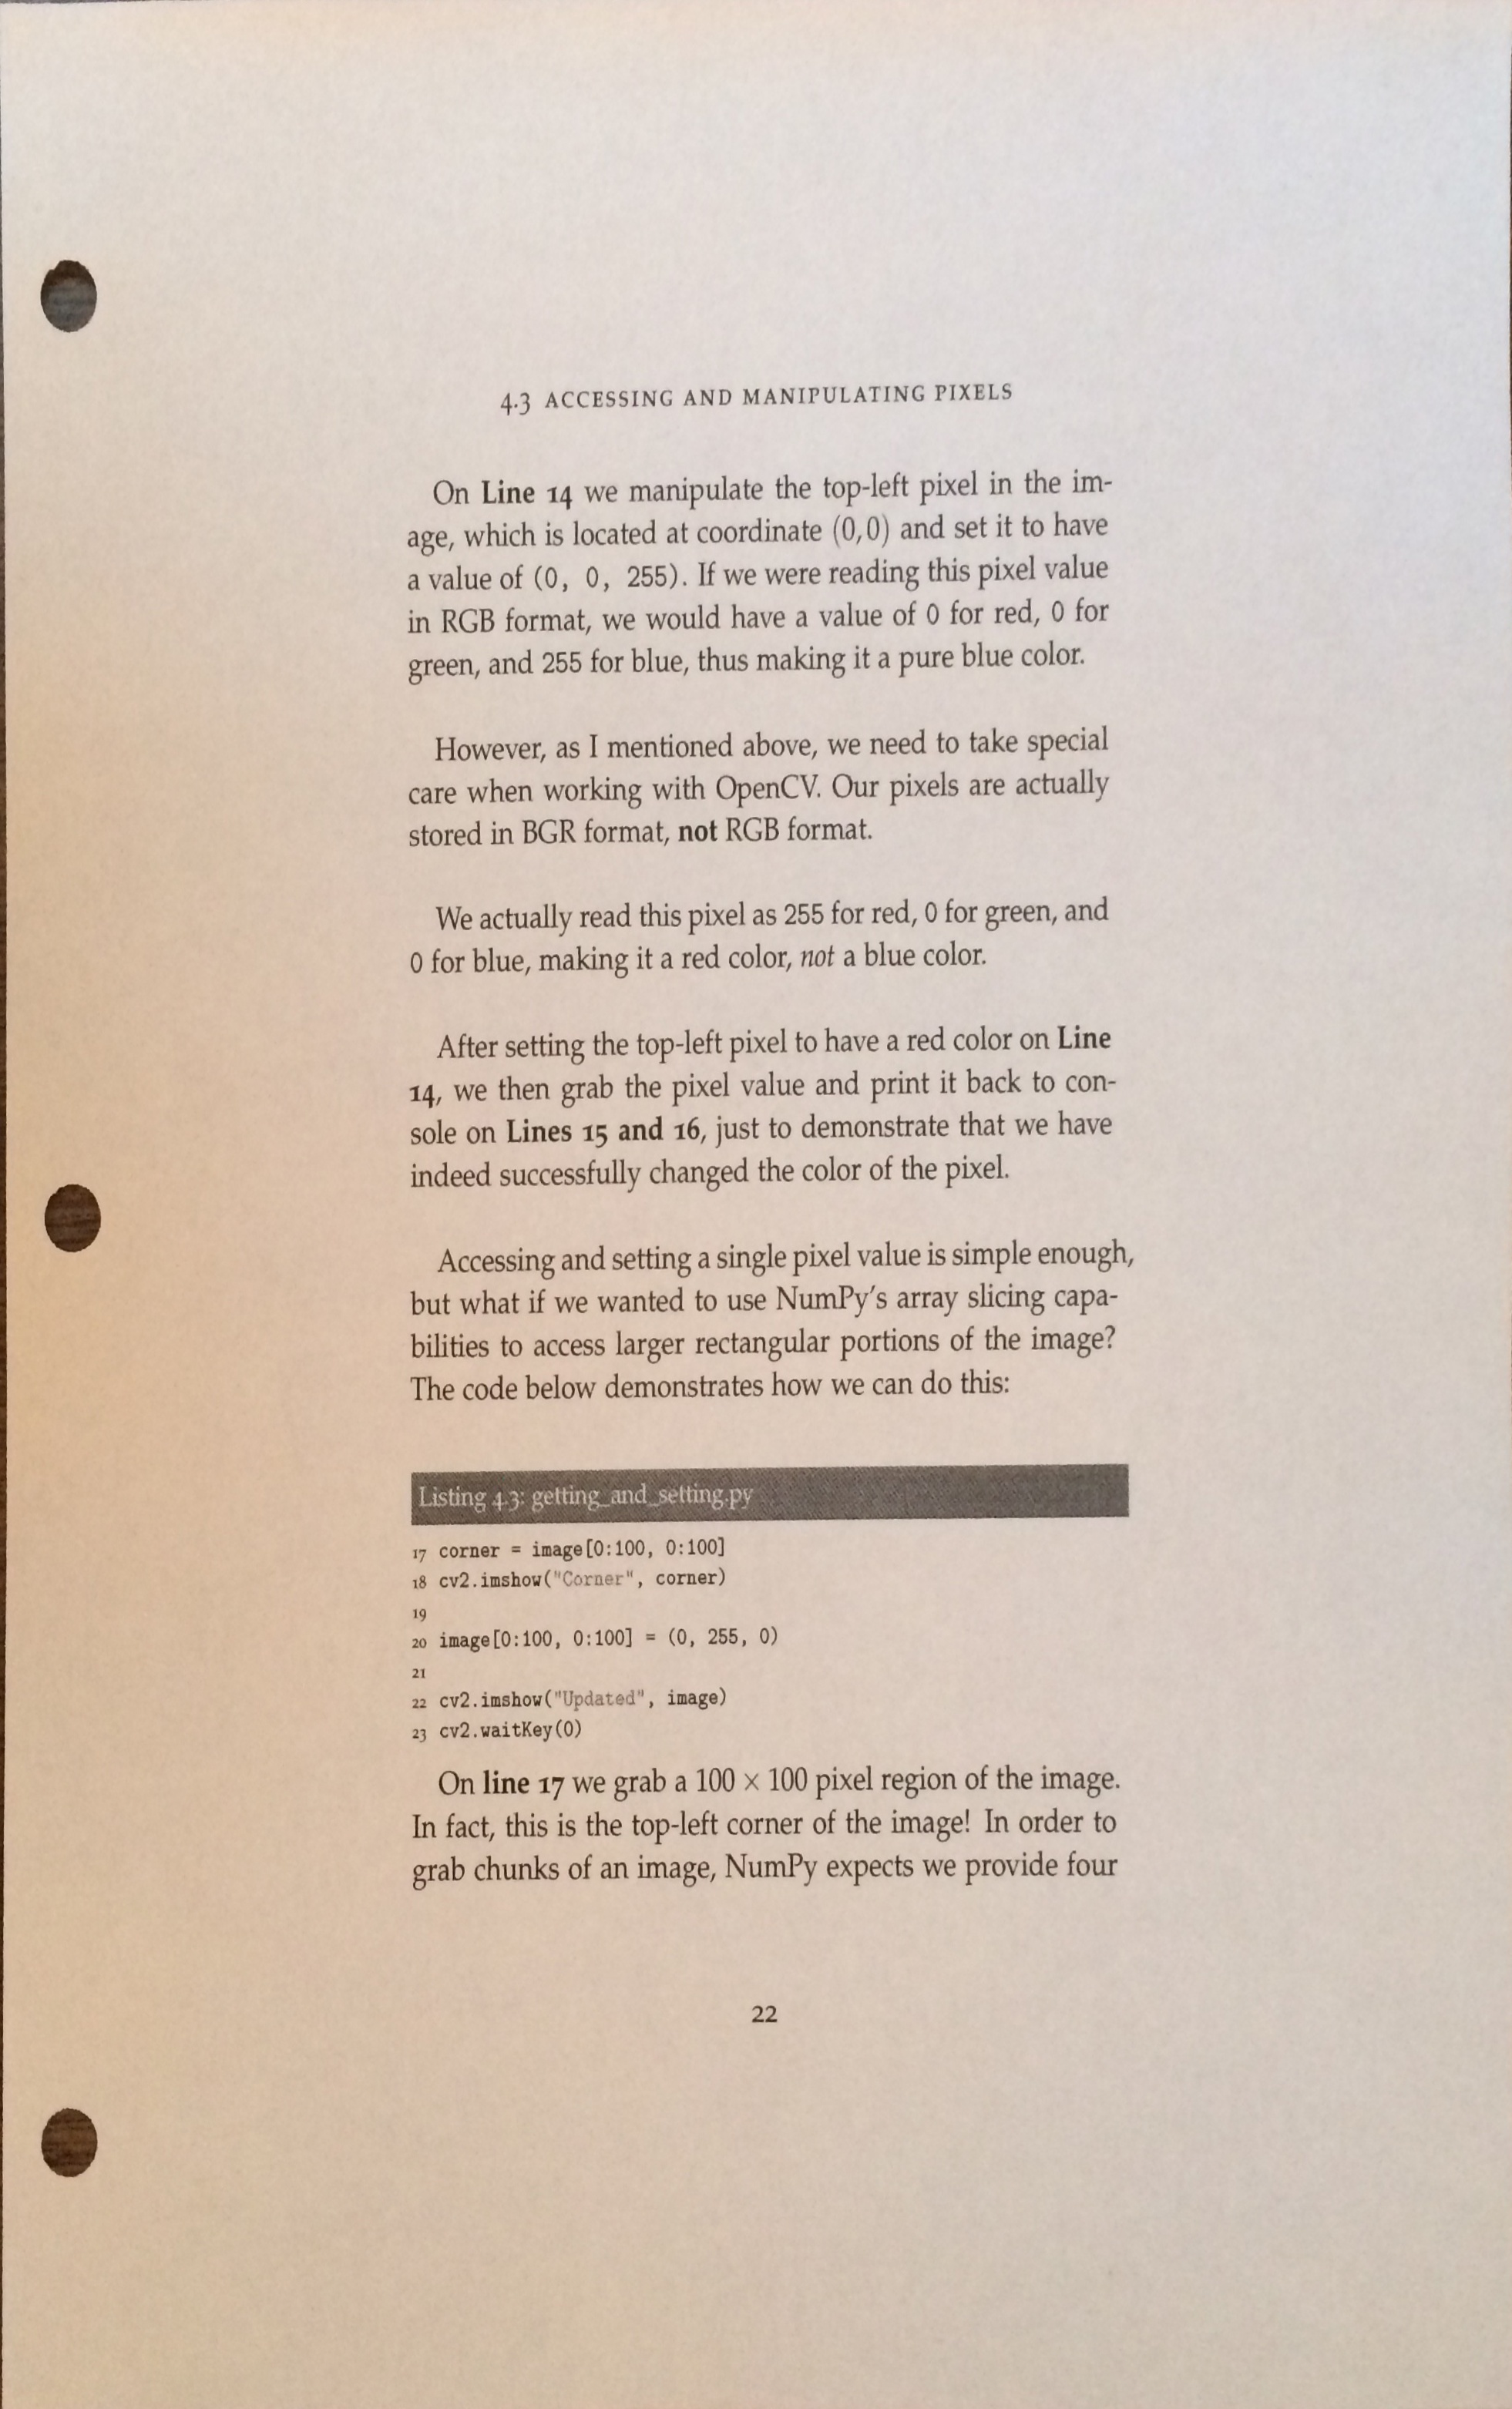 4.3 ACCESSING AND MANIPULATING PIXELS
On Line 14 we manipulate the top-left pixel in the im-
age, which is located at coordinate (0,0) and set it to have
a value of (0, 0, 255). If we were reading this pixel value
in RGB format, we would have a value of 0 for red, 0 for
green, and 255 for blue, thus making it a pure blue color.
However, as I mentioned above, we need to take special
care when working with OpenCV. Our pixels are actually
stored in BGR format, not RGB format.
We actually read this pixel as 255 for red, 0 for green, and
0 for blue, making it a red color, not a blue color.
After setting the top-left pixel to have a red color on Line
14, we then grab the pixel value and print it back to con-
sole on Lines 15 and 16, just to demonstrate that we have
indeed successfully changed the color of the pixel.
Accessing and setting a single pixel value is simple enough,
but what if we wanted to use NumPy's array slicing capa-
bilities to access larger rectangular portions of the image?
The code below demonstrates how we can do this:
Listing 4.3: getting_and_setting.py
17 corner = image[0:100, 0:100]
18 cv2.imshow("Corner", corner)
19
20 image[0:100, 0:100] = (0, 255, 0)
21
22 cv2.imshow("Updated", image)
23 cv2.waitKey(0)
On line 17 we grab a 100 × 100 pixel region of the image.
In fact, this is the top-left corner of the image! In order to
grab chunks of an image, NumPy expects we provide four
22